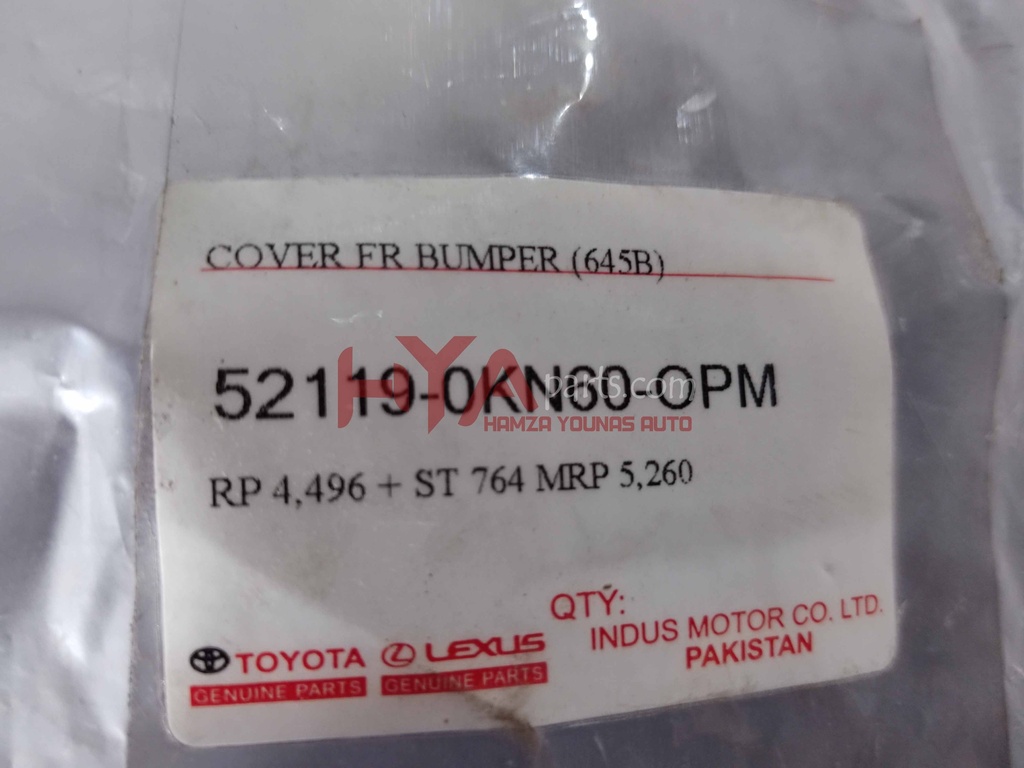 COVER FR BUMPER (645B)
52119-0KN60-OPM
HYA parts.com
HAMZA YOUNAS AUTO
RP 4,496 + ST 764 MRP 5,260
QTY:
INDUS MOTOR CO. LTD.
PAKISTAN
TOYOTA
GENUINE PARTS
LEXUS
GENUINE PARTS